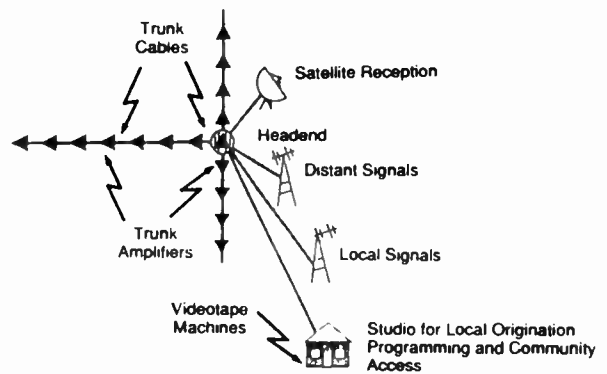 Trunk
Cables
Satellite Reception
Headend
Distant Signals
Trunk
Amplifiers
Local Signals
Videotape
Machines
Studio for Local Origination
Programming and Community
Access